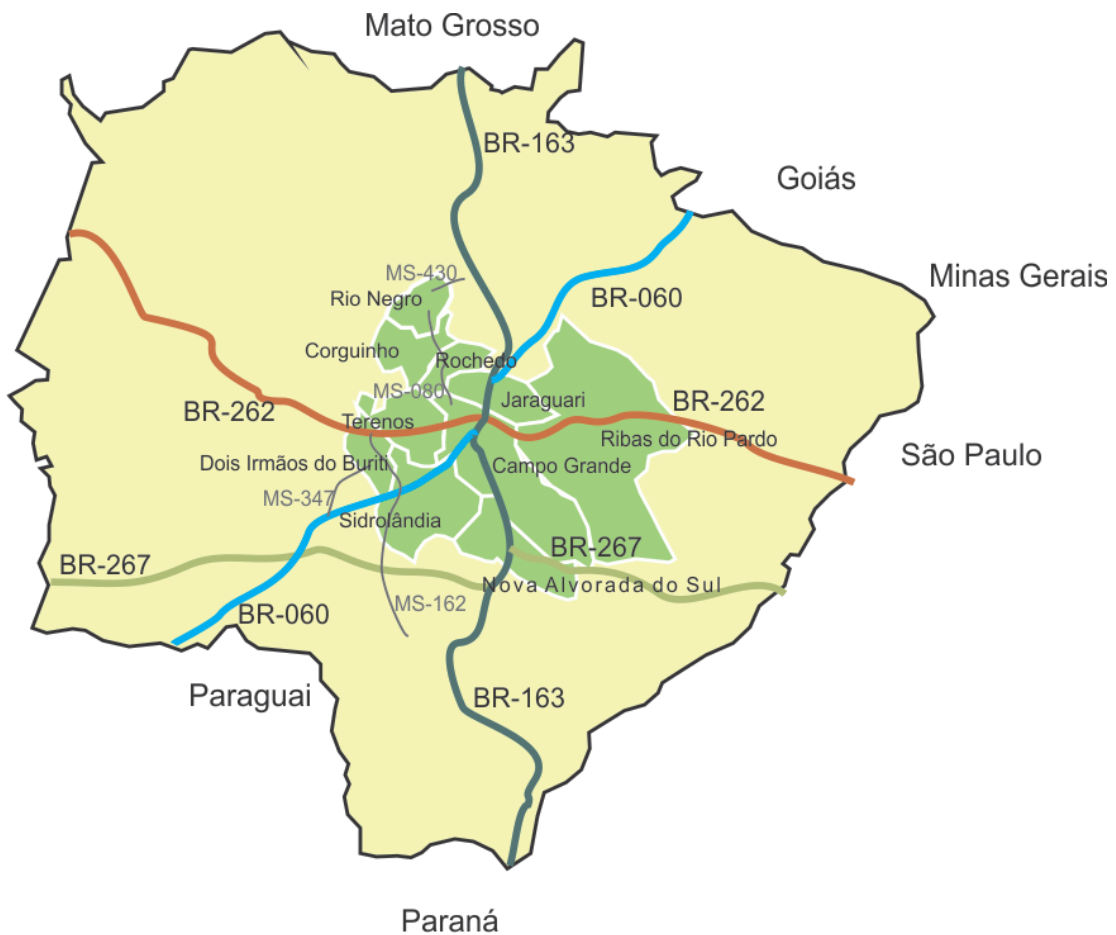 Mato Grosso
BR-163
Goiás
MS-430
Minas Gerais
Rio Negro
BR-060
Corguinho
Rochedo
MS-080
Jaraguari
BR-262
BR-262
Terenos
Ribas do Rio Pardo
São Paulo
Dois Irmãos do Buriti
Campo Grande
MS-347
Sidrolândia
BR-267
BR-267
Nova Alvorada do Sul
MS-162
BR-060
Paraguai
BR-163
Paraná